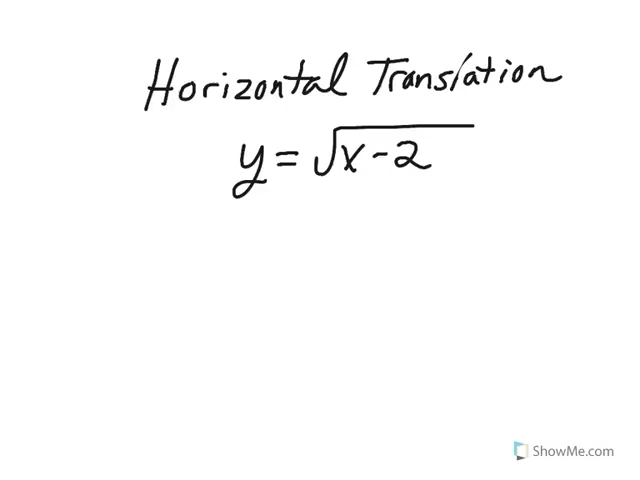 Horizontal Translation
y = √x - 2
ShowMe.com